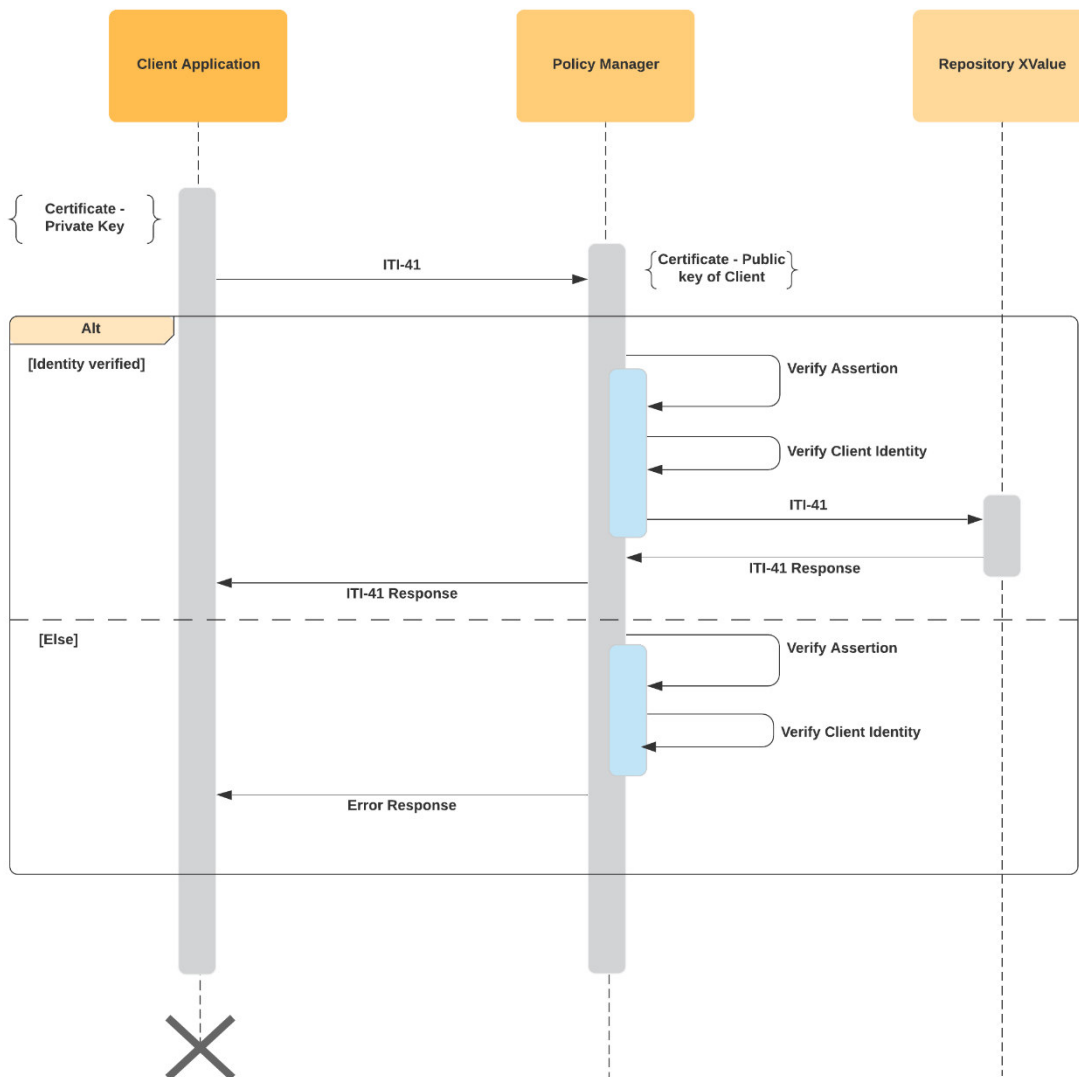 Client Application
Policy Manager
Repository XValue
Certificate -
Private Key
ITI-41
Certificate - Public
key of Client
Alt
[Identity verified]
Verify Assertion
Verify Client Identity
ITI-41
ITI-41 Response
ITI-41 Response
[Else]
Verify Assertion
Verify Client Identity
Error Response